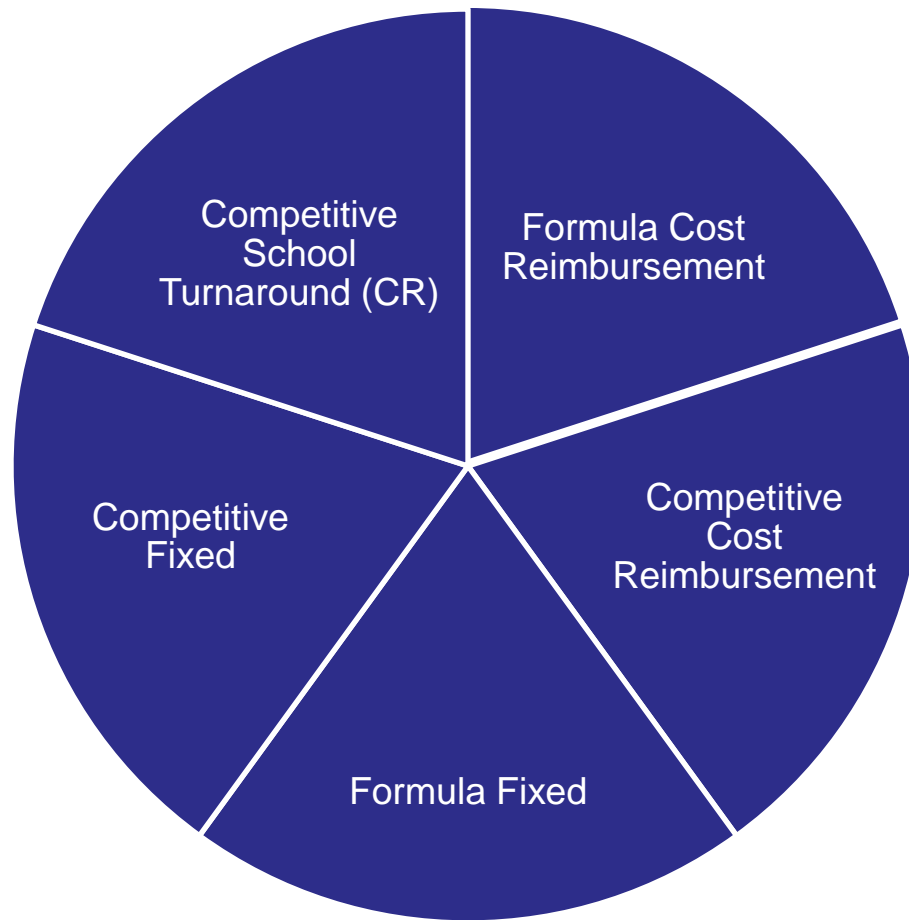 Competitive
School
Turnaround (CR)
Formula Cost
Reimbursement
Competitive
Cost
Reimbursement
Formula Fixed
Competitive
Fixed